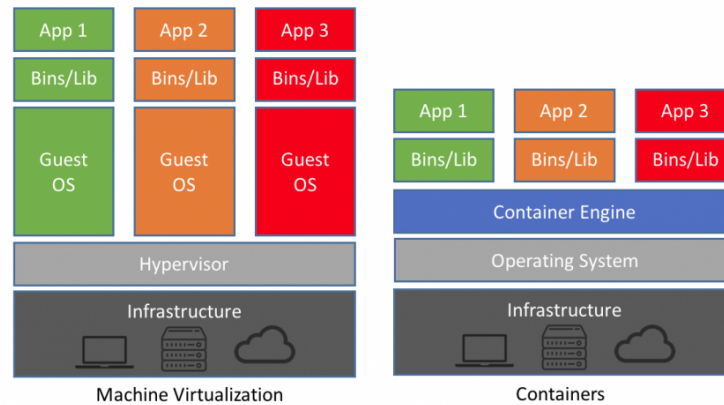 App 1
App 2
App 3
Bins/Lib
Bins/Lib
Bins/Lib
Guest
OS
Guest
OS
Guest
OS
Hypervisor
Infrastructure
Machine Virtualization
App 1
App 2
App 3
Bins/Lib
Bins/Lib
Bins/Lib
Container Engine
Operating System
Infrastructure
Containers